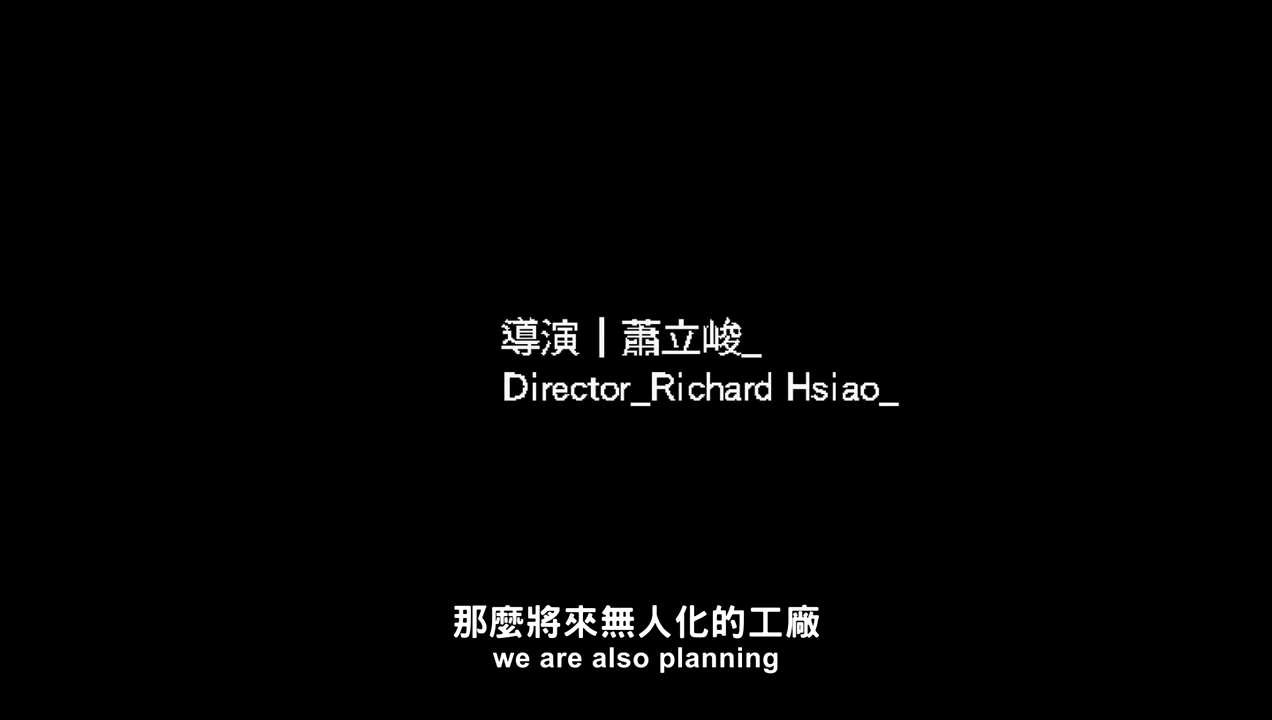 導演｜蕭立峻_
Director_Richard Hsiao_
那麼將來無人化的工廠
we are also planning